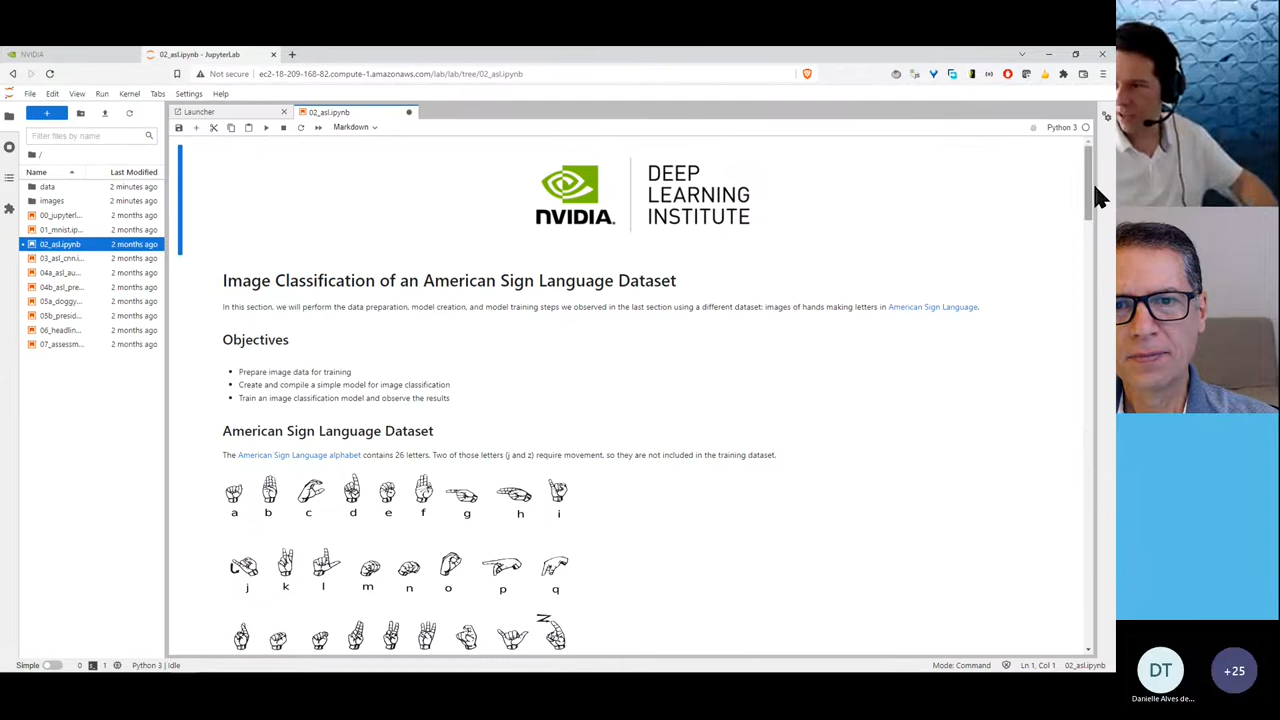 NVIDIA
02_asl.ipynb - JupyterLab
Not secure
ec2-18-209-168-82.compute-1.amazonaws.com/lab/lab/tree/02_asl.ipynb
File Edit View Run Kernel Tabs Settings Help
Launcher
02_asl.ipynb
Markdown
Python 3
Filter files by name
/
Name Last Modified
data 2 minutes ago
images 2 minutes ago
00_jupyterl... 2 months ago
01_mnist.ip... 2 months ago
02_asl.ipynb 2 months ago
03_asl_cnn.i... 2 months ago
04a_asl_au... 2 months ago
04b_asl_pre... 2 months ago
05a_doggy... 2 months ago
05b_presid... 2 months ago
06_headlin... 2 months ago
07_assessm... 2 months ago
NVIDIA.
DEEP
LEARNING
INSTITUTE
Image Classification of an American Sign Language Dataset
In this section, we will perform the data preparation, model creation, and model training steps we observed in the last section using a different dataset: images of hands making letters in American Sign Language.
Objectives
Prepare image data for training
Create and compile a simple model for image classification
Train an image classification model and observe the results
American Sign Language Dataset
The American Sign Language alphabet contains 26 letters. Two of those letters (j and z) require movement, so they are not included in the training dataset.
a b c d e f g h i
j k l m n o p q
Z
Simple 0 1 Python 3 | Idle
Mode: Command Ln 1, Col 1 02_asl.ipynb
DT
+25
Danielle Alves de...